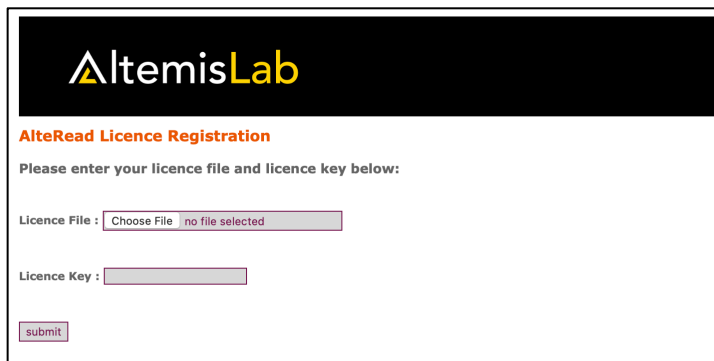 AltemisLab
AlteRead Licence Registration
Please enter your licence file and licence key below:
Licence File : Choose File no file selected
Licence Key :
submit